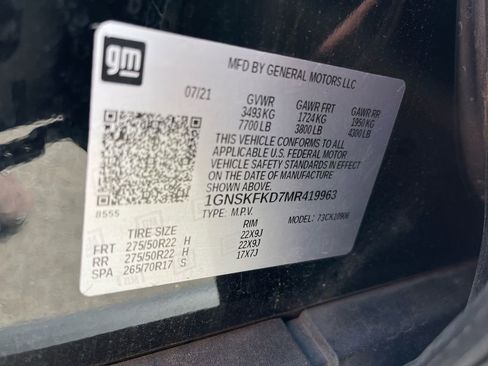 gm
MFD BY GENERAL MOTORS LLC
07/21 GVWR GAWR FRT GAWR RR
3493 KG 1724 KG 1950 KG
7700 LB 3800 LB 4300 LB
THIS VEHICLE CONFORMS TO ALL
APPLICABLE U.S. FEDERAL MOTOR
VEHICLE SAFETY STANDARDS IN EFFECT
ON THE DATE OF MANUFACTURE
SHOWN ABOVE.
1GNSKFKD7MR419963
TYPE: M.P.V. MODEL: 73CK10906
8555
TIRE SIZE RIM
FRT 275/50R22 H 22X9J
RR 275/50R22 H 22X9J
SPA 265/70R17 S 17X7J